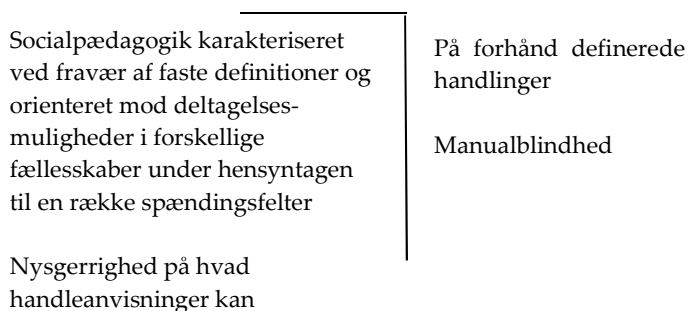 Socialpædagogik karakteriseret
ved fravær af faste definitioner og
orienteret mod deltagelses-
muligheder i forskellige
fællesskaber under hensyntagen
til en række spændingsfelter
Nysgerrighed på hvad
handleanvisninger kan
På forhånd definerede
handlinger
Manualblindhed